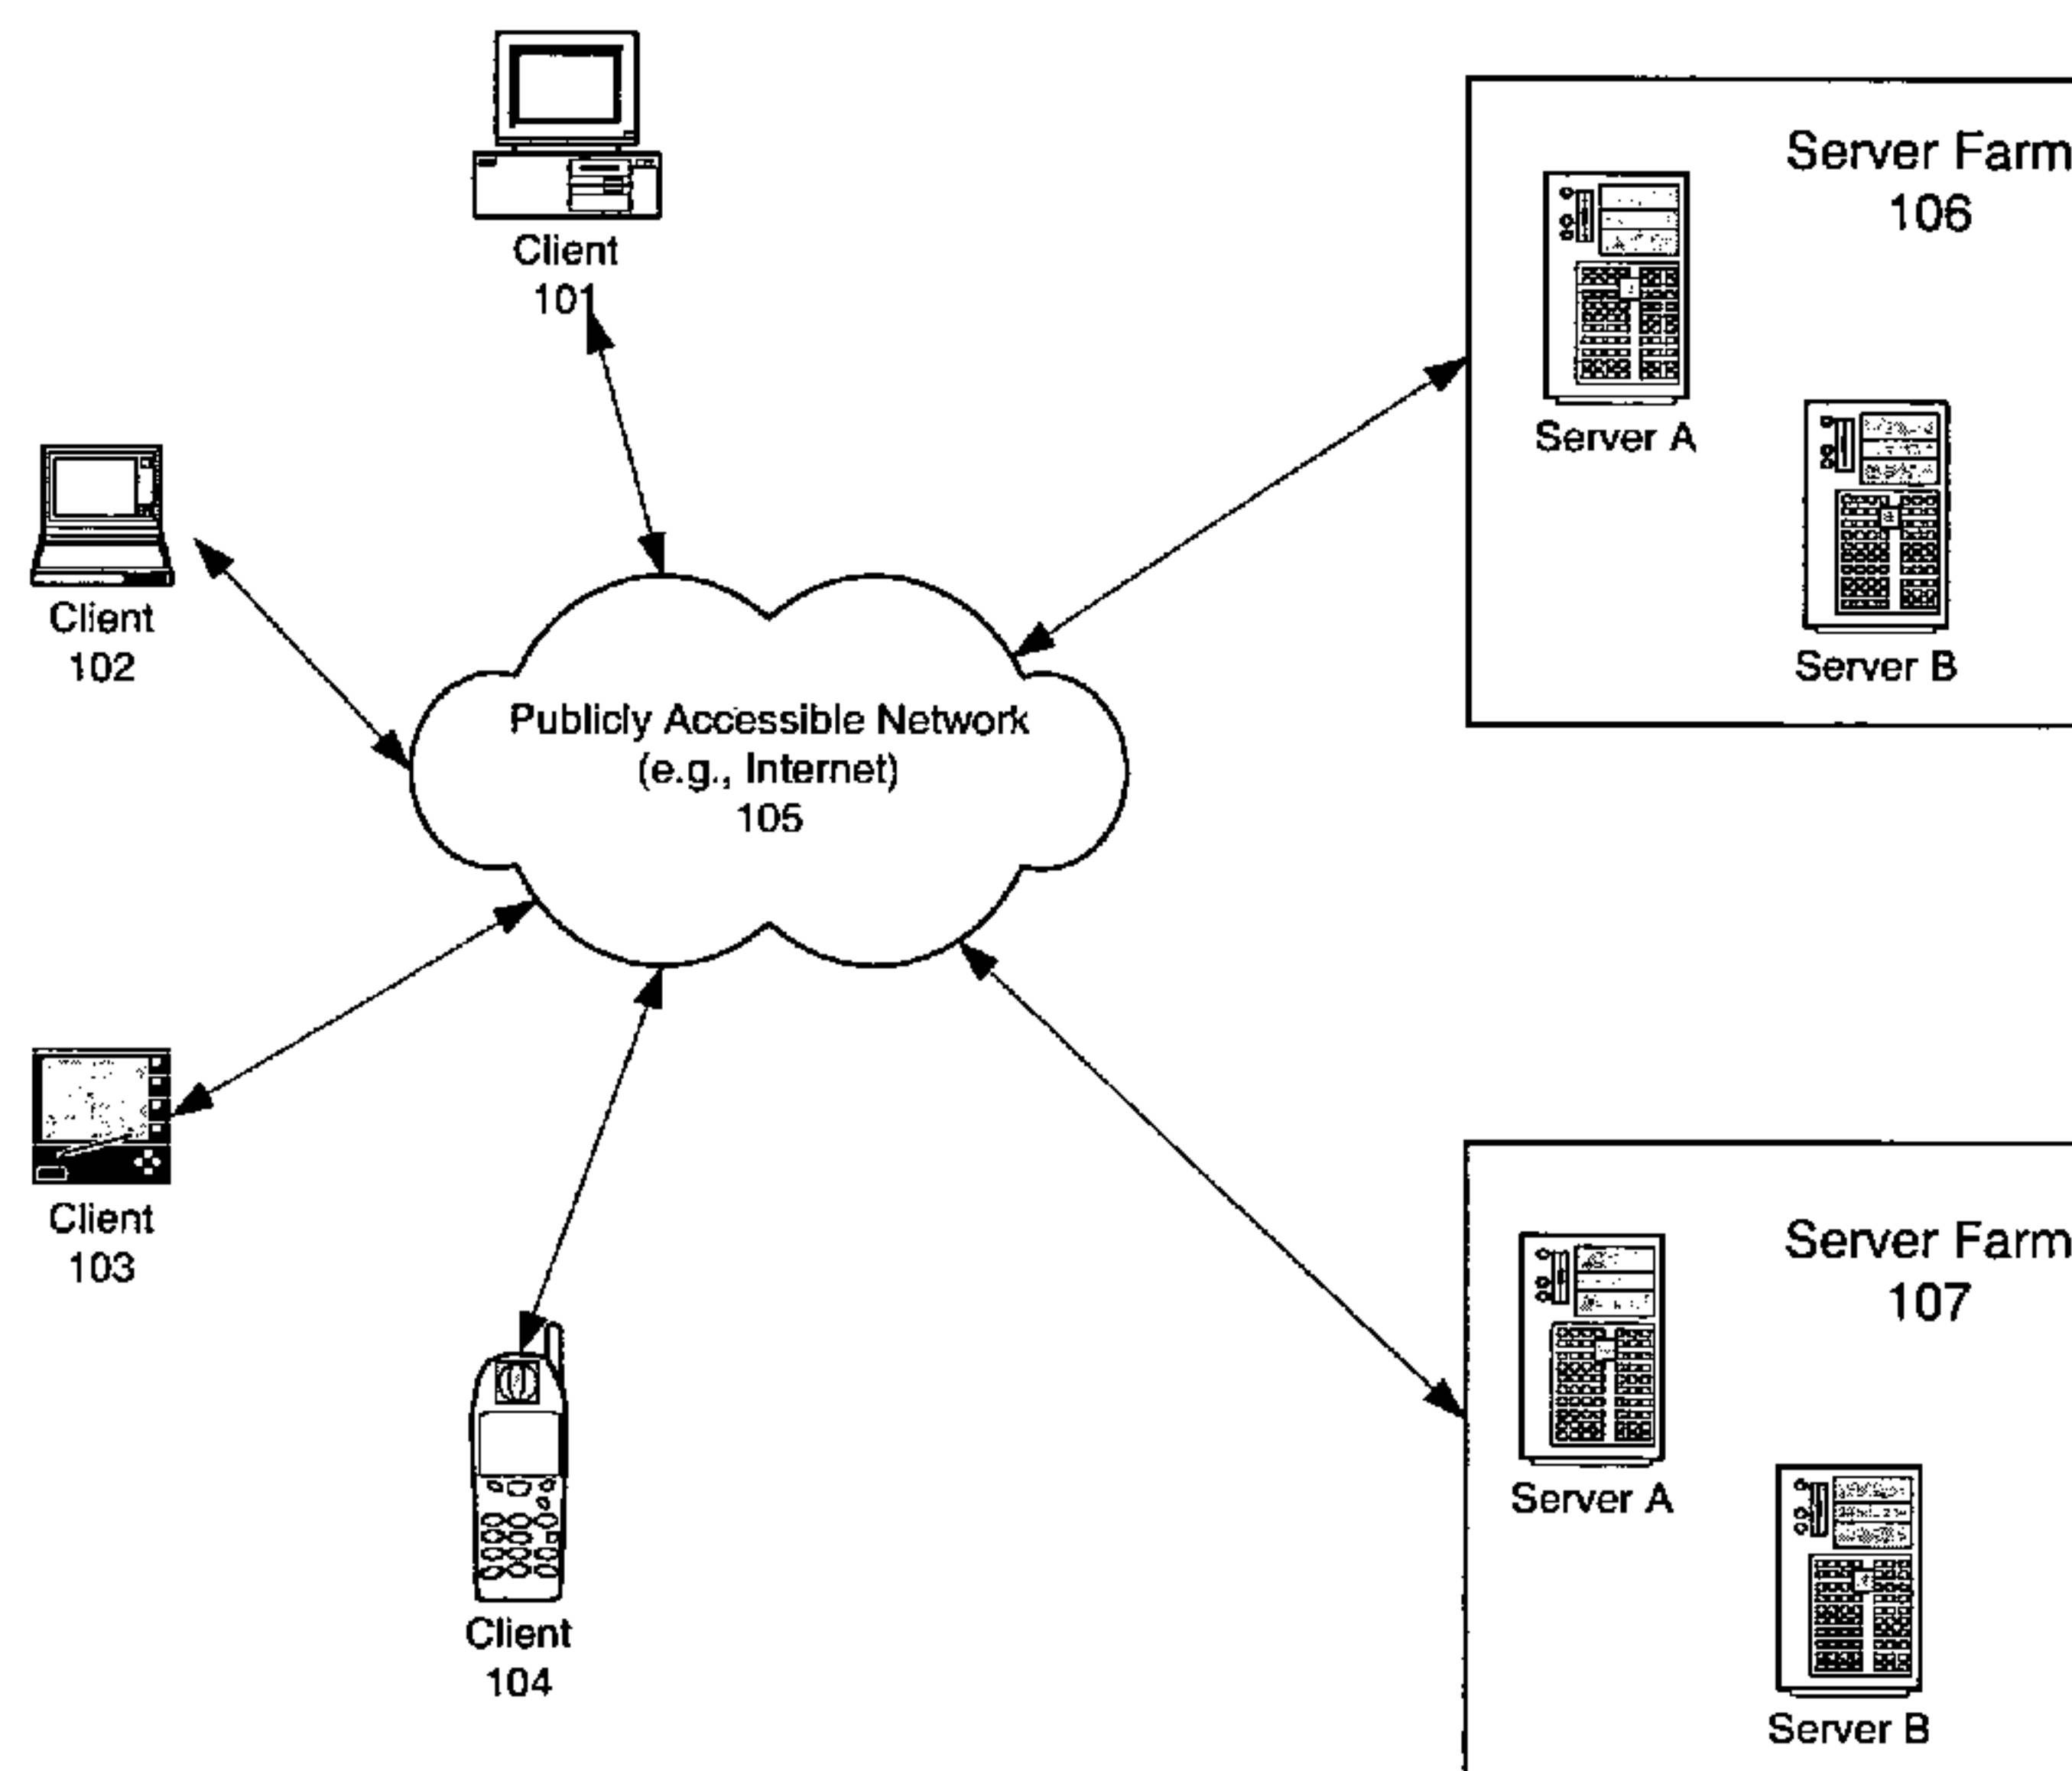 Client
101
Server Farm
106
Server A
Server B
Client
102
Publicly Accessible Network
(e.g., Internet)
105
Client
103
Client
104
Server Farm
107
Server A
Server B